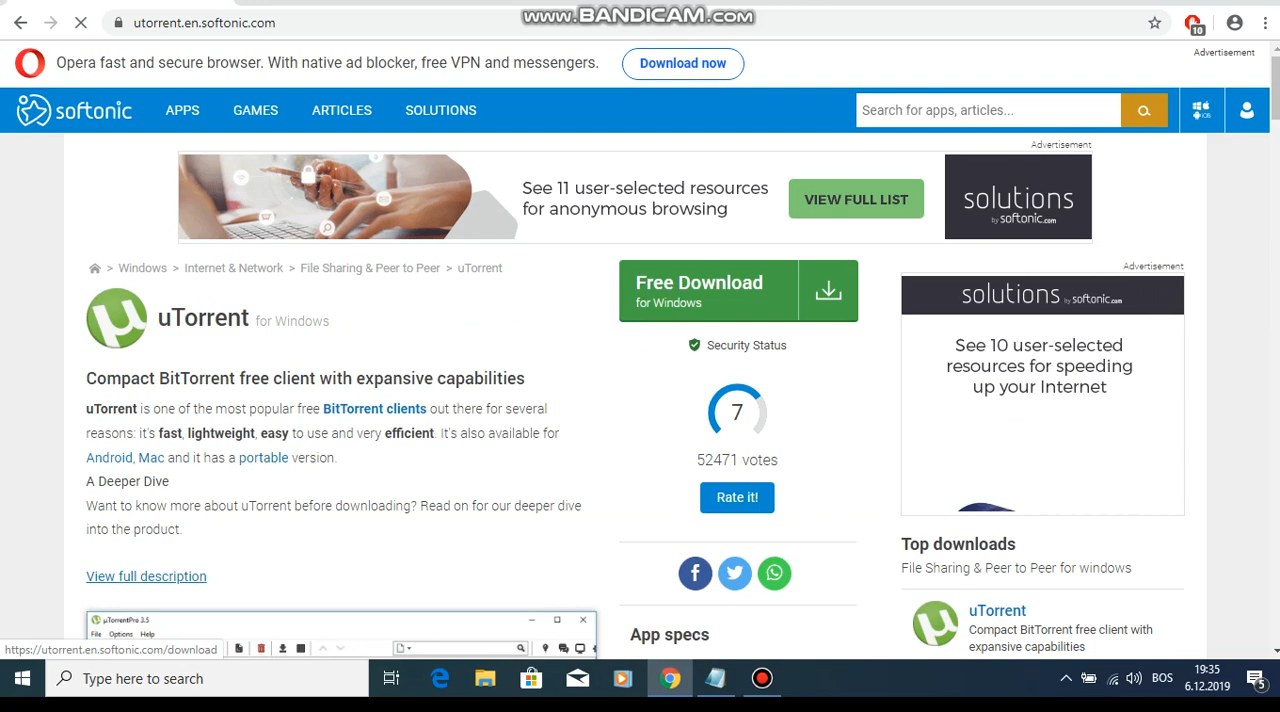 www.BANDICAM.com
utorrent.en.softonic.com
10
Advertisement
Opera fast and secure browser. With native ad blocker, free VPN and messengers.
Download now
softonic
APPS
GAMES
ARTICLES
SOLUTIONS
Search for apps, articles...
iOS
Advertisement
See 11 user-selected resources
for anonymous browsing
VIEW FULL LIST
solutions
by softonic.com
> Windows > Internet & Network > File Sharing & Peer to Peer > uTorrent
uTorrent for Windows
Compact BitTorrent free client with expansive capabilities
uTorrent is one of the most popular free BitTorrent clients out there for several
reasons: it's fast, lightweight, easy to use and very efficient. It's also available for
Android, Mac and it has a portable version.
A Deeper Dive
Want to know more about uTorrent before downloading? Read on for our deeper dive
into the product.
View full description
µTorrentPro 3.5
File Options Help
Free Download
for Windows
Security Status
7
52471 votes
Rate it!
App specs
Advertisement
solutions by softonic.com
See 10 user-selected
resources for speeding
up your Internet
Top downloads
File Sharing & Peer to Peer for windows
uTorrent
Compact BitTorrent free client with
expansive capabilities
https://utorrent.en.softonic.com/download
Type here to search
BOS
19:35
6.12.2019
5